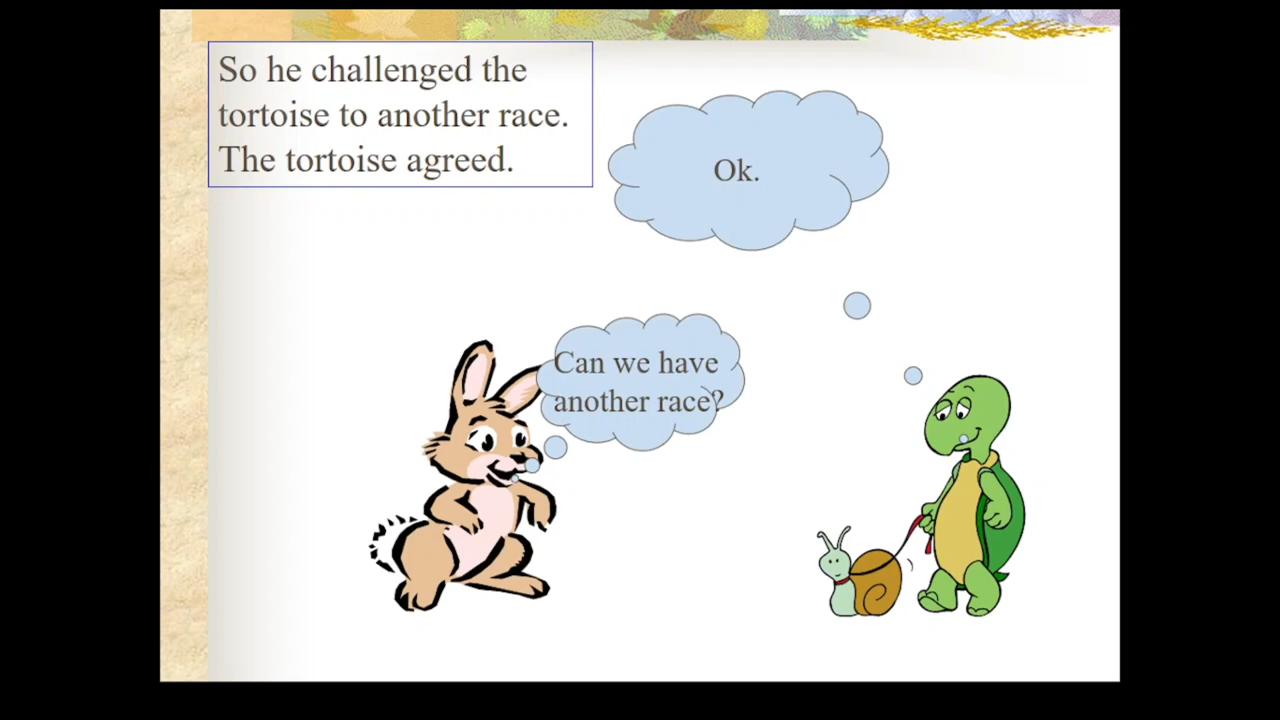 So he challenged the
tortoise to another race.
The tortoise agreed.
Ok.
Can we have
another race?